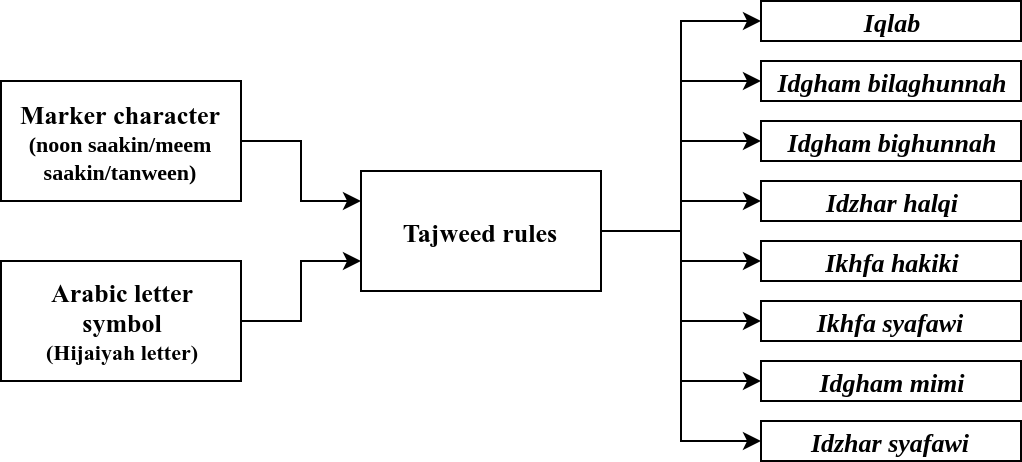 Marker character
(noon saakin/meem
saakin/tanween)
Arabic letter
symbol
(Hijaiyah letter)
Tajweed rules
Iqlab
Idgham bilaghunnah
Idgham bighunnah
Idzhar halqi
Ikhfa hakiki
Ikhfa syafawi
Idgham mimi
Idzhar syafawi